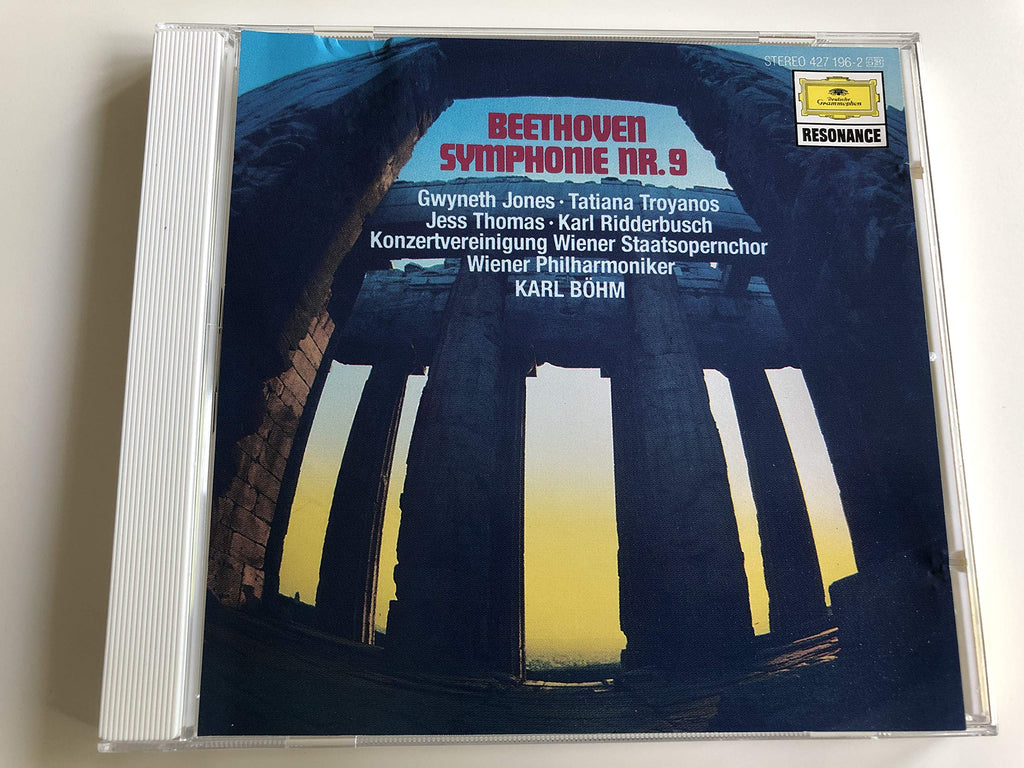 STEREO 427 196-2 GH
Deutsche
Grammophon
RESONANCE
BEETHOVEN
SYMPHONIE NR. 9
Gwyneth Jones · Tatiana Troyanos
Jess Thomas · Karl Ridderbusch
Konzertvereinigung Wiener Staatsopernchor
Wiener Philharmoniker
KARL BÖHM